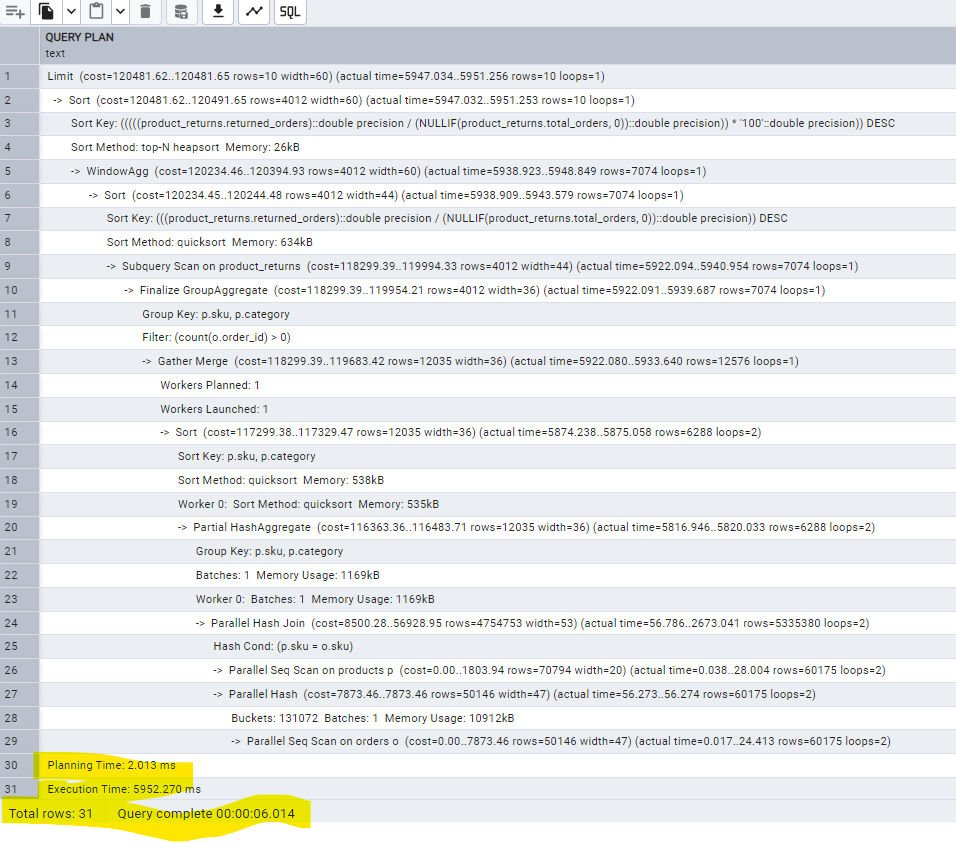 SQL
QUERY PLAN
text
1 Limit (cost=120481.62..120481.65 rows=10 width=60) (actual time=5947.034..5951.256 rows=10 loops=1)
2 -> Sort (cost=120481.62..120491.65 rows=4012 width=60) (actual time=5947.032..5951.253 rows=10 loops=1)
3 Sort Key: (((((product_returns.returned_orders)::double precision / (NULLIF(product_returns.total_orders, 0))::double precision)) * '100'::double precision)) DESC
4 Sort Method: top-N heapsort Memory: 26kB
5 -> WindowAgg (cost=120234.46..120394.93 rows=4012 width=60) (actual time=5938.923..5948.849 rows=7074 loops=1)
6 -> Sort (cost=120234.45..120244.48 rows=4012 width=44) (actual time=5938.909..5943.579 rows=7074 loops=1)
7 Sort Key: (((product_returns.returned_orders)::double precision / (NULLIF(product_returns.total_orders, 0))::double precision)) DESC
8 Sort Method: quicksort Memory: 634kB
9 -> Subquery Scan on product_returns (cost=118299.39..119994.33 rows=4012 width=44) (actual time=5922.094..5940.954 rows=7074 loops=1)
10 -> Finalize GroupAggregate (cost=118299.39..119954.21 rows=4012 width=36) (actual time=5922.091..5939.687 rows=7074 loops=1)
11 Group Key: p.sku, p.category
12 Filter: (count(o.order_id) > 0)
13 -> Gather Merge (cost=118299.39..119683.42 rows=12035 width=36) (actual time=5922.080..5933.640 rows=12576 loops=1)
14 Workers Planned: 1
15 Workers Launched: 1
16 -> Sort (cost=117299.38..117329.47 rows=12035 width=36) (actual time=5874.238..5875.058 rows=6288 loops=2)
17 Sort Key: p.sku, p.category
18 Sort Method: quicksort Memory: 538kB
19 Worker 0: Sort Method: quicksort Memory: 535kB
20 -> Partial HashAggregate (cost=116363.36..116483.71 rows=12035 width=36) (actual time=5816.946..5820.033 rows=6288 loops=2)
21 Group Key: p.sku, p.category
22 Batches: 1 Memory Usage: 1169kB
23 Worker 0: Batches: 1 Memory Usage: 1169kB
24 -> Parallel Hash Join (cost=8500.28..56928.95 rows=4754753 width=53) (actual time=56.786..2673.041 rows=5335380 loops=2)
25 Hash Cond: (p.sku = o.sku)
26 -> Parallel Seq Scan on products p (cost=0.00..1803.94 rows=70794 width=20) (actual time=0.038..28.004 rows=60175 loops=2)
27 -> Parallel Hash (cost=7873.46..7873.46 rows=50146 width=47) (actual time=56.273..56.274 rows=60175 loops=2)
28 Buckets: 131072 Batches: 1 Memory Usage: 10912kB
29 -> Parallel Seq Scan on orders o (cost=0.00..7873.46 rows=50146 width=47) (actual time=0.017..24.413 rows=60175 loops=2)
30 Planning Time: 2.013 ms
31 Execution Time: 5952.270 ms
Total rows: 31 Query complete 00:00:06.014